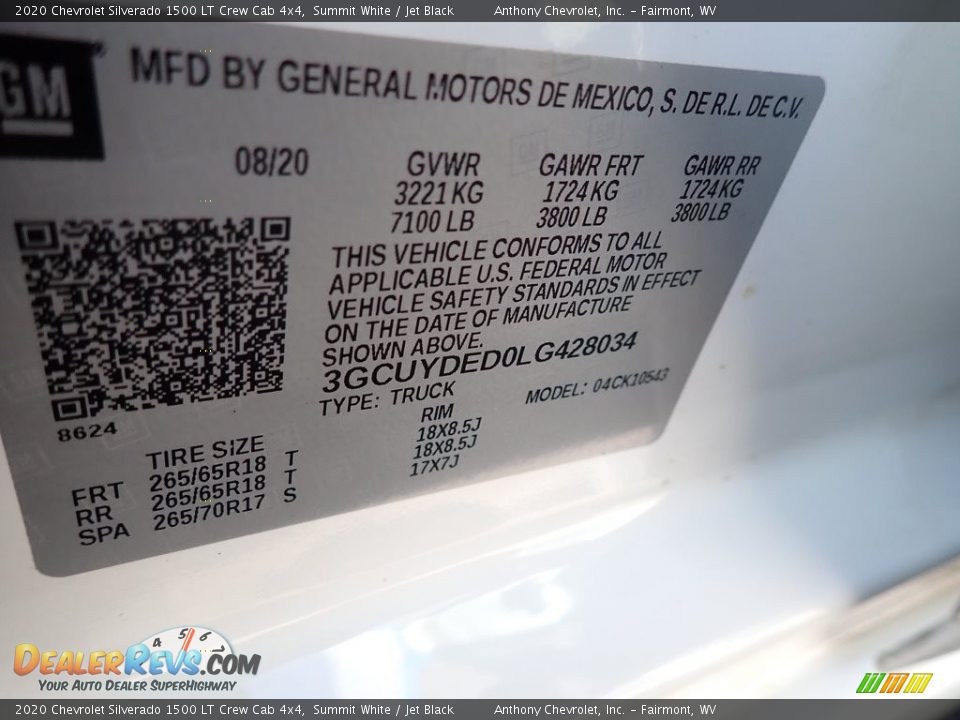 2020 Chevrolet Silverado 1500 LT Crew Cab 4x4, Summit White / Jet Black Anthony Chevrolet, Inc. - Fairmont, WV
GM
MFD BY GENERAL MOTORS DE MEXICO, S. DE R.L. DE C.V.
08/20 GVWR GAWR FRT GAWR RR
3221 KG 1724 KG 1724 KG
7100 LB 3800 LB 3800 LB
THIS VEHICLE CONFORMS TO ALL
APPLICABLE U.S. FEDERAL MOTOR
VEHICLE SAFETY STANDARDS IN EFFECT
ON THE DATE OF MANUFACTURE
SHOWN ABOVE.
3GCUYDED0LG428034
TYPE: TRUCK MODEL: 04CK10543
8624
TIRE SIZE RIM
FRT 265/65R18 T 18X8.5J
RR 265/65R18 T 18X8.5J
SPA 265/70R17 S 17X7J
4 5 6
DEALERREVS.COM
YOUR AUTO DEALER SUPERHIGHWAY
2020 Chevrolet Silverado 1500 LT Crew Cab 4x4, Summit White / Jet Black Anthony Chevrolet, Inc. - Fairmont, WV